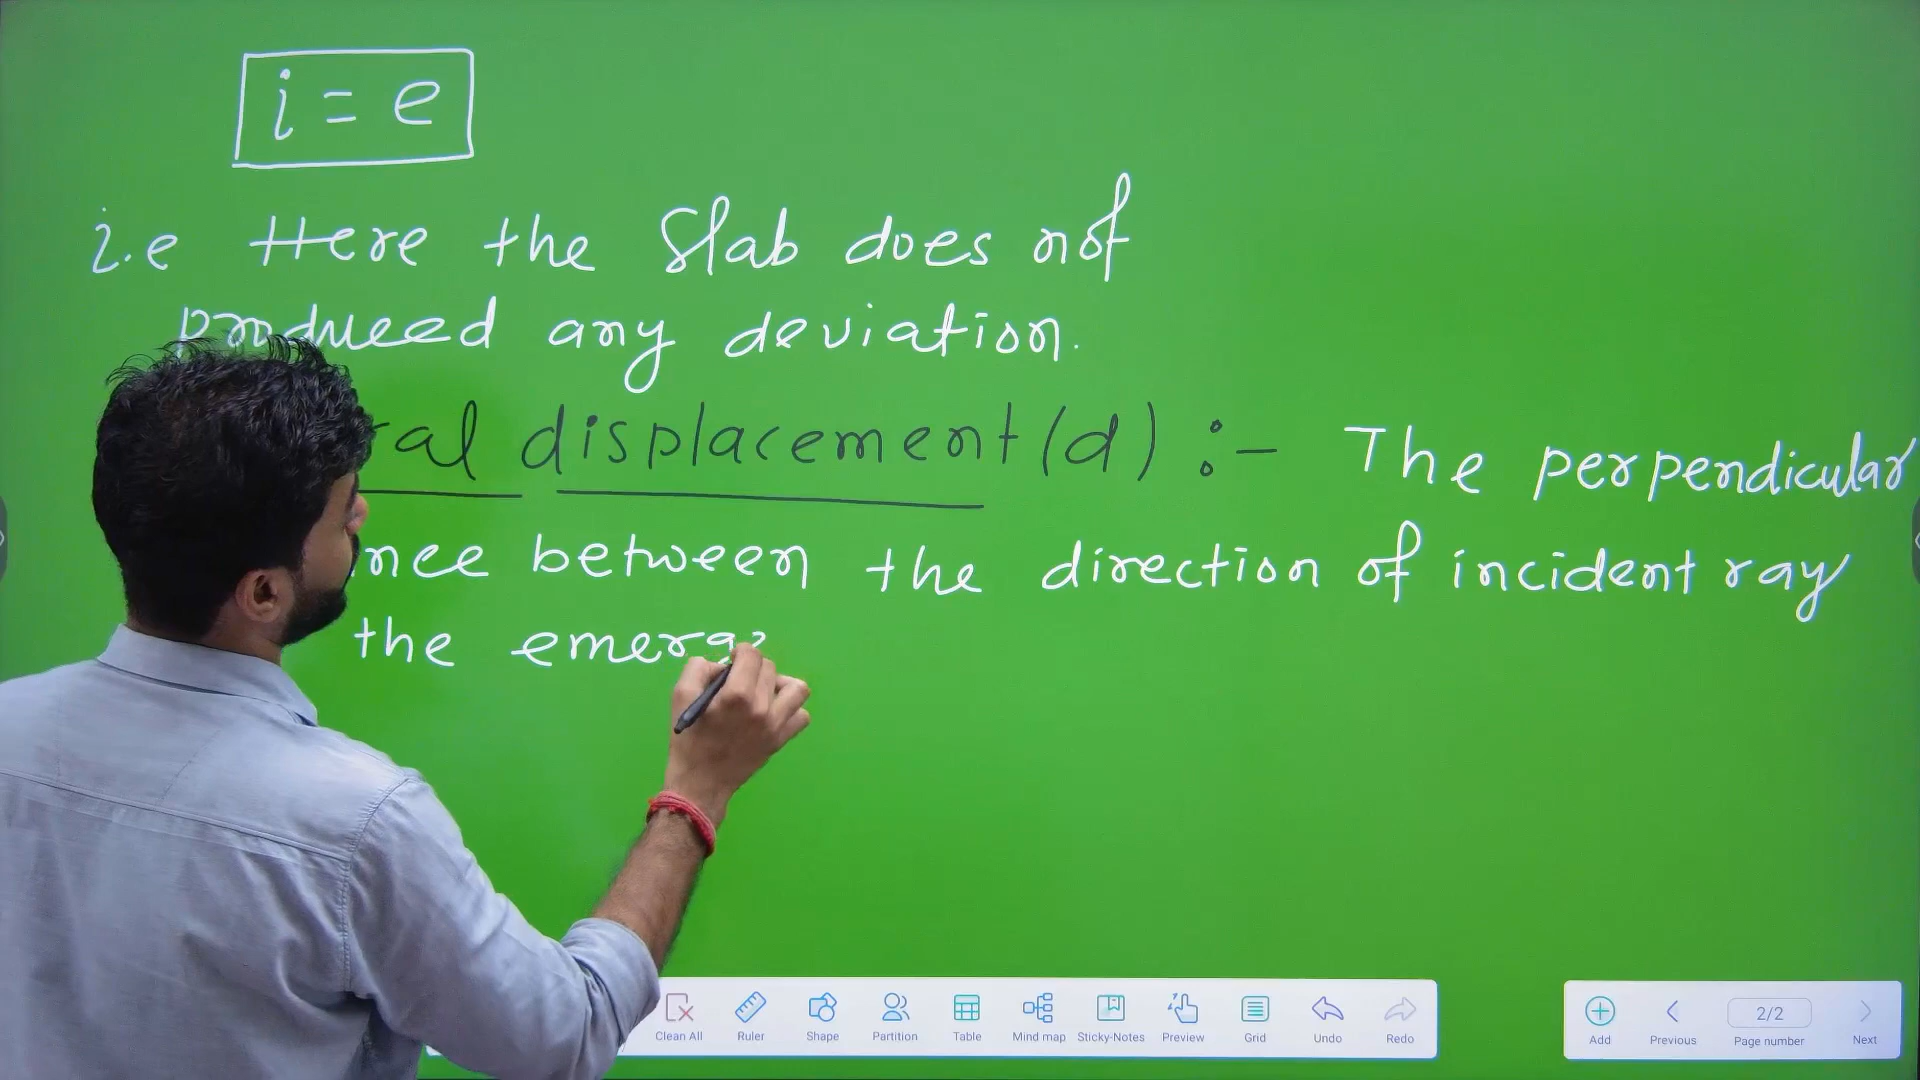 i = e
i.e Here the Slab does not
produced any deviation.
displacement (d) :- The perpendicular
between the direction of incident ray
the
Clean All Ruler Shape Partition Table Mind map Sticky-Notes Preview Grid Undo Redo
Add Previous 2/2 Page number Next